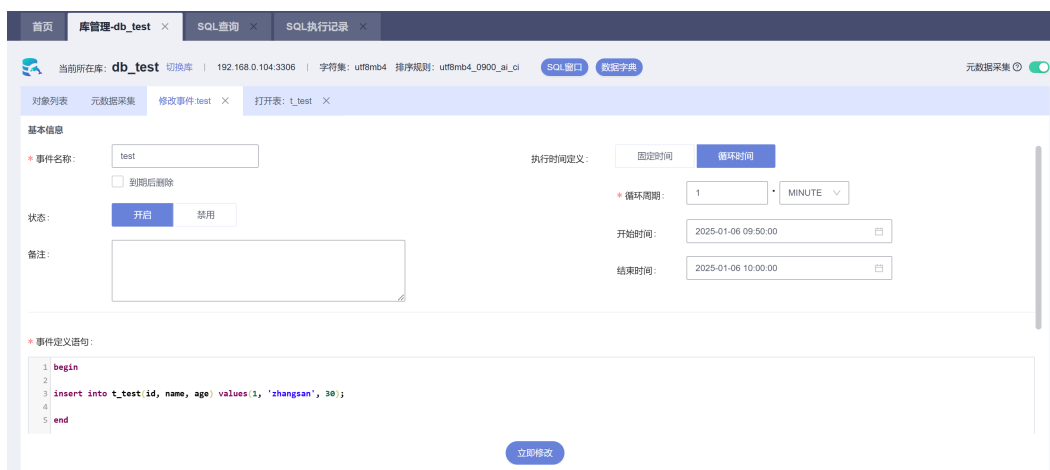 首页 库管理-db_test × SQL查询 × SQL执行记录 ×
当前所在库: db_test 切换库 | 192.168.0.104:3306 | 字符集: utf8mb4 排序规则: utf8mb4_0900_ai_ci SQL窗口 数据字典 元数据采集
对象列表 元数据采集 修改事件:test × 打开表: t_test ×
基本信息
* 事件名称: test 执行时间定义: 固定时间 循环时间
到期后删除
* 循环周期: 1 · MINUTE
状态: 开启 禁用
开始时间: 2025-01-06 09:50:00
备注:
结束时间: 2025-01-06 10:00:00
* 事件定义语句:
1 begin
2
3 insert into t_test(id, name, age) values(1, 'zhangsan', 30);
4
5 end
立即修改